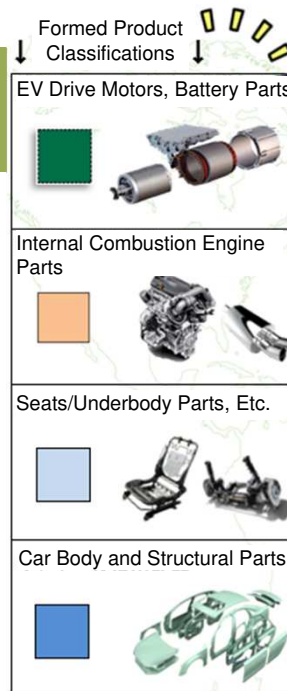 Formed Product
Classifications
EV Drive Motors, Battery Parts
Internal Combustion Engine
Parts
Seats/Underbody Parts, Etc.
Car Body and Structural Parts